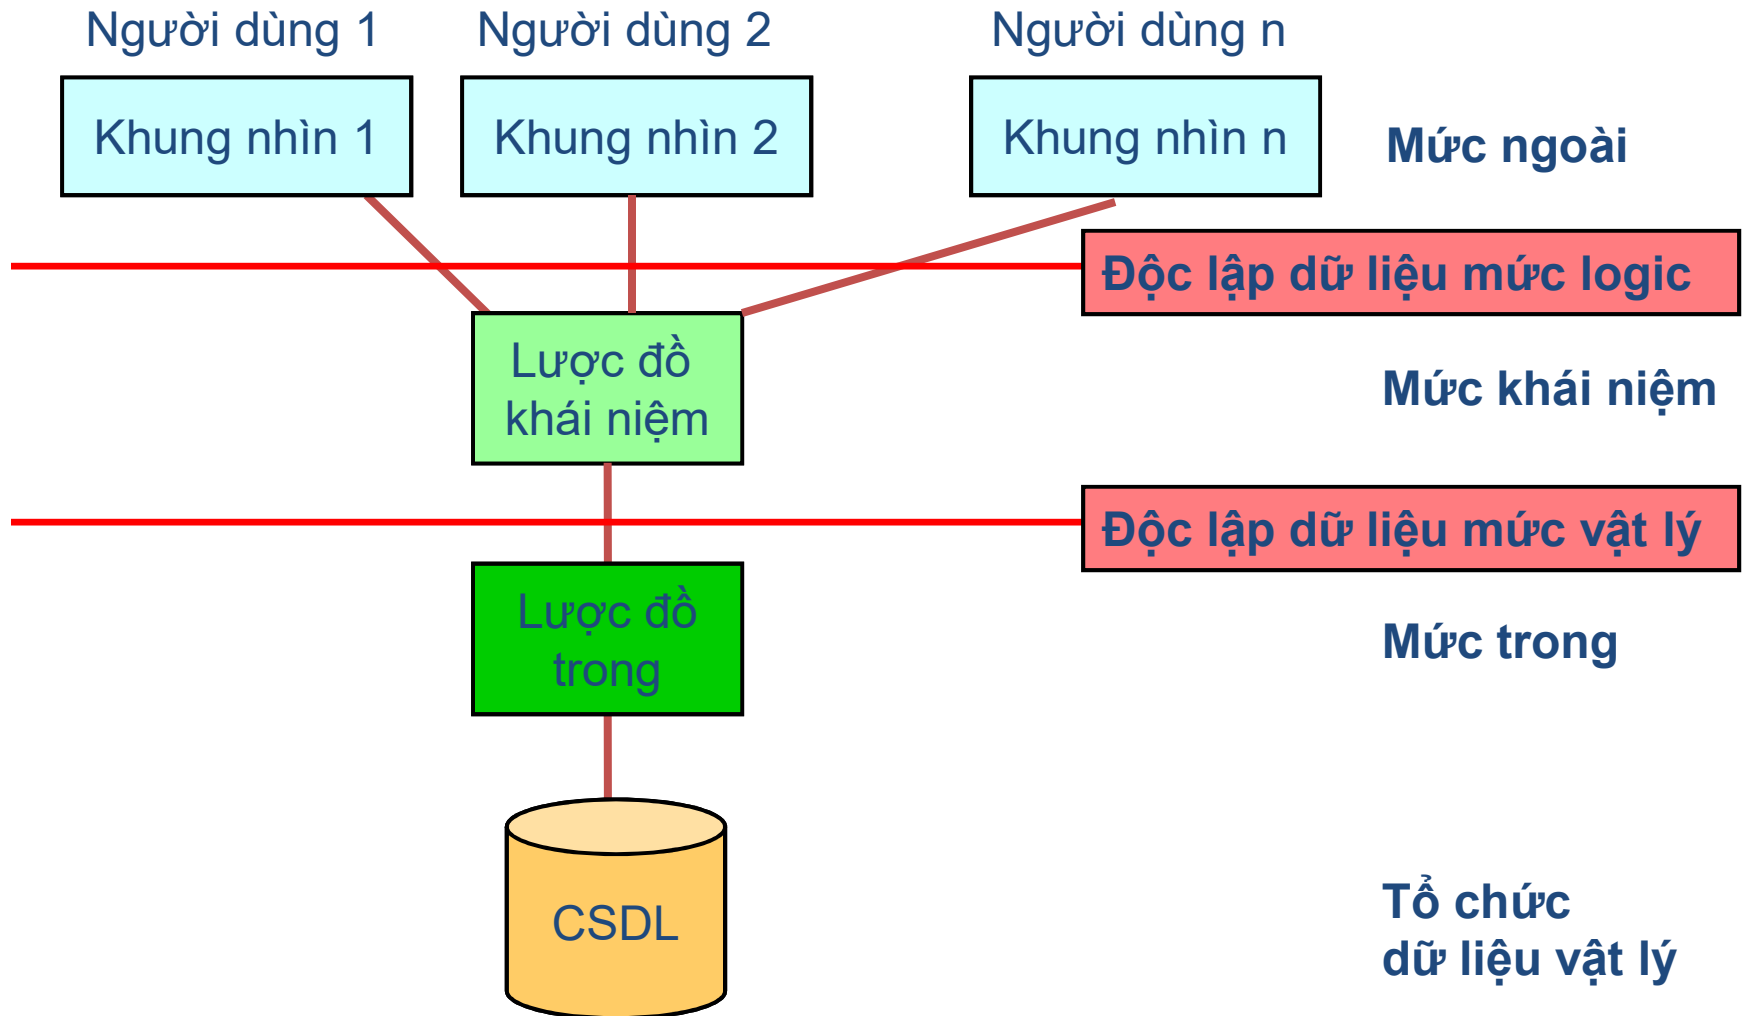 Người dùng 1
Người dùng 2
Người dùng n
Khung nhìn 1
Khung nhìn 2
Khung nhìn n
Mức ngoài
Độc lập dữ liệu mức logic
Lược đồ
khái niệm
Mức khái niệm
Độc lập dữ liệu mức vật lý
Lược đồ
trong
Mức trong
CSDL
Tổ chức
dữ liệu vật lý